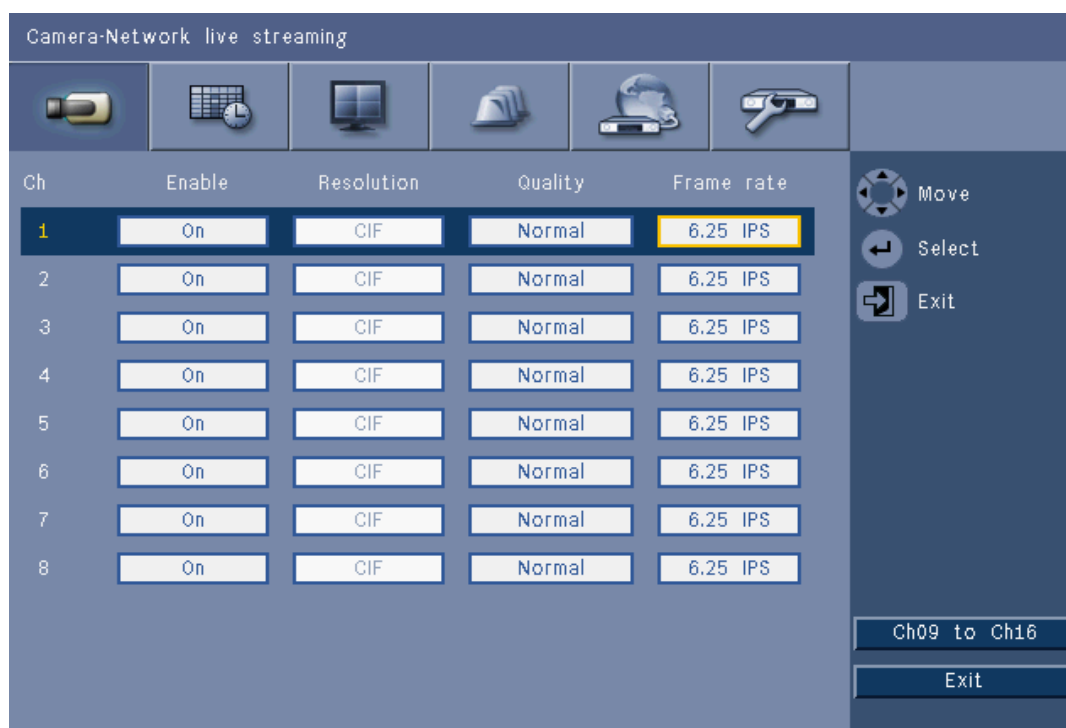 Camera-Network live streaming
Ch Enable Resolution Quality Frame rate
1 On CIF Normal 6.25 IPS
2 On CIF Normal 6.25 IPS
3 On CIF Normal 6.25 IPS
4 On CIF Normal 6.25 IPS
5 On CIF Normal 6.25 IPS
6 On CIF Normal 6.25 IPS
7 On CIF Normal 6.25 IPS
8 On CIF Normal 6.25 IPS
Move
Select
Exit
Ch09 to Ch16
Exit